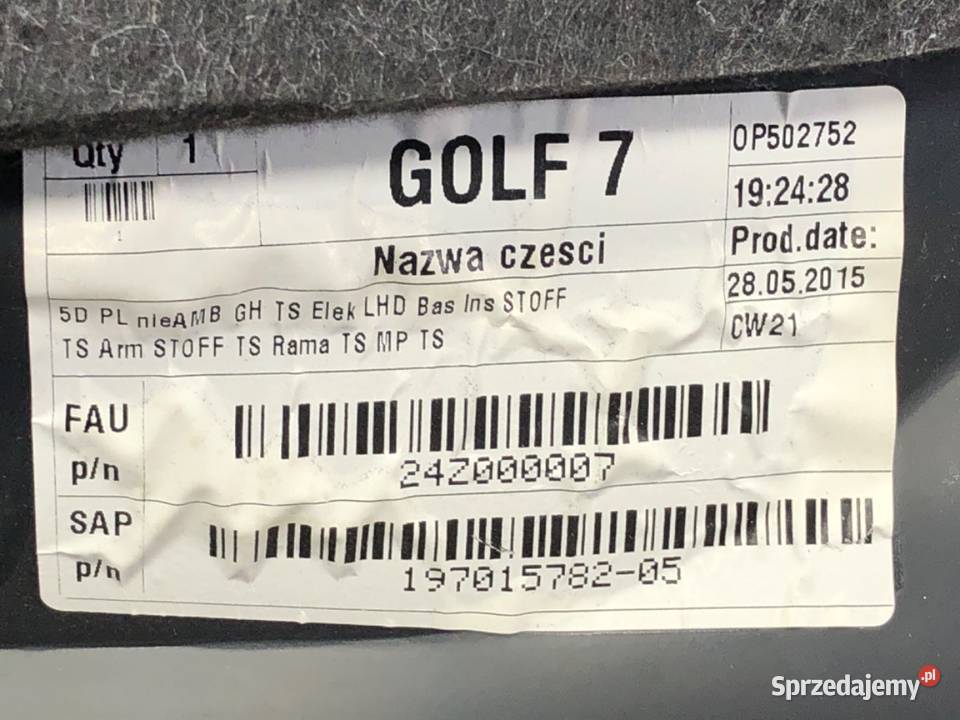 Qty 1
GOLF 7
OP502752
19:24:28
Prod.date:
28.05.2015
CW21
1
Nazwa czesci
5D PL nieAMB GH TS Elek LHD Bas Ins STOFF
TS Arm STOFF TS Rama TS MP TS
FAU
p/n
24Z000007
SAP
p/n
197015782-05
Sprzedajemy.pl